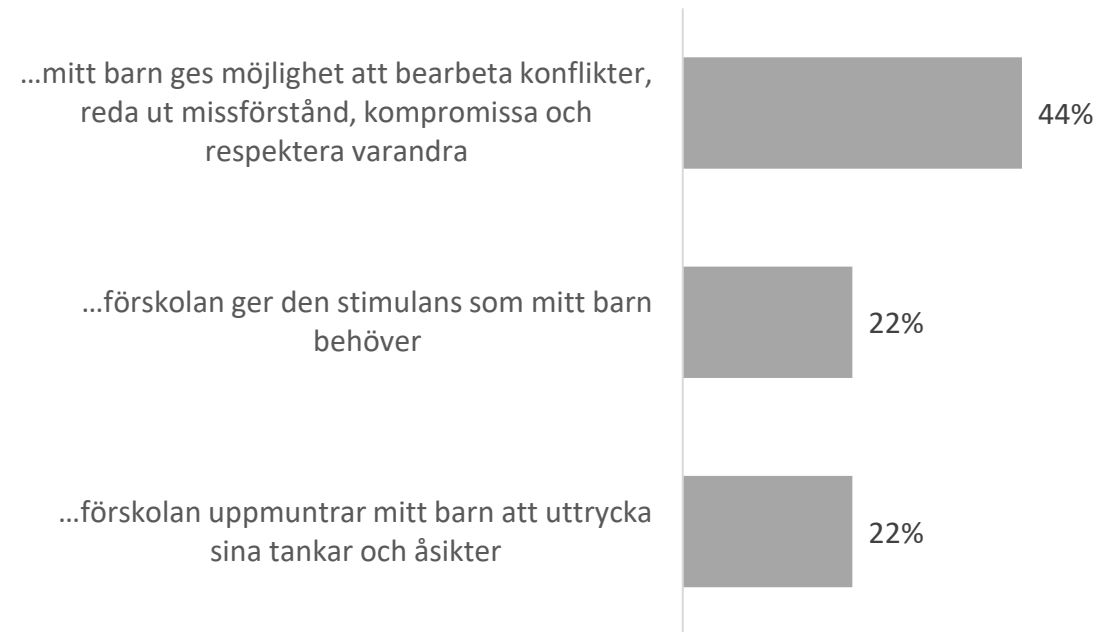 …mitt barn ges möjlighet att bearbeta konflikter,
reda ut missförstånd, kompromissa och
respektera varandra
44%
…förskolan ger den stimulans som mitt barn
behöver
22%
…förskolan uppmuntrar mitt barn att uttrycka
sina tankar och åsikter
22%